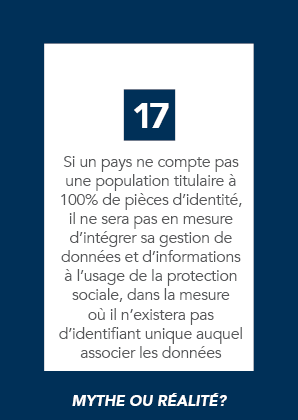 17
Si un pays ne compte pas
une population titulaire à
100% de pièces d’identité,
il ne sera pas en mesure
d’intégrer sa gestion de
données et d’informations
à l’usage de la protection
sociale, dans la mesure
où il n’existera pas
d’identifiant unique auquel
associer les données
MYTHE OU RÉALITÉ?